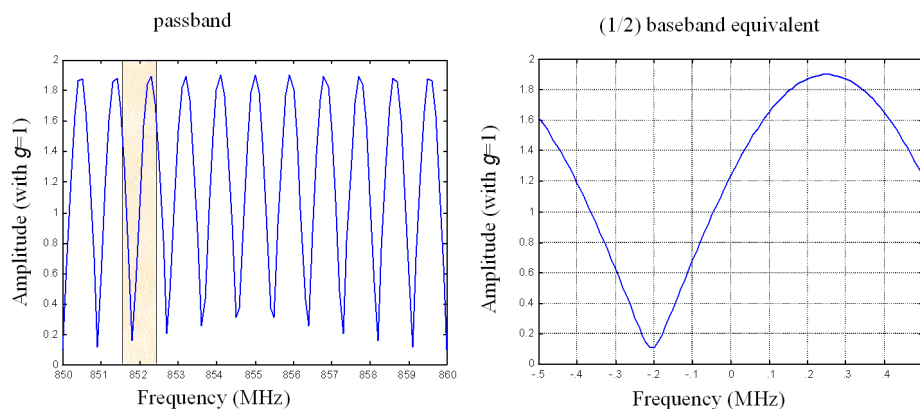 passband
(1/2) baseband equivalent
Amplitude (with g=1)
2
1.8
1.6
1.4
1.2
1
0.8
0.6
0.4
0.2
0
850 851 852 853 854 855 856 857 858 859 860
Frequency (MHz)
Amplitude (with g=1)
2
1.8
1.6
1.4
1.2
1
0.8
0.6
0.4
0.2
0
-.5 -.4 -.3 -.2 -.1 0 .1 .2 .3 .4
Frequency (MHz)